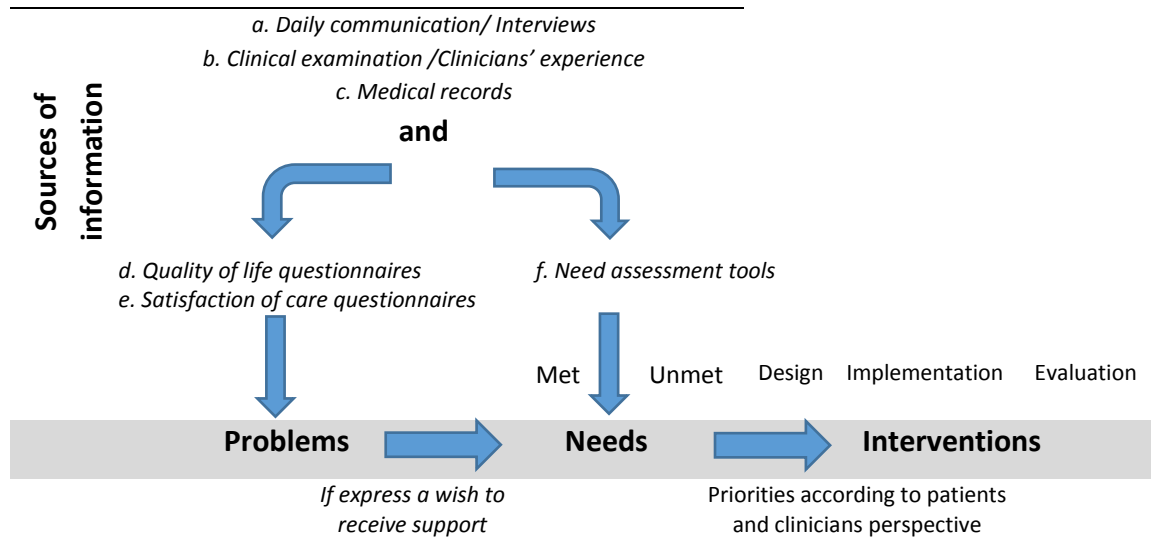 a. Daily communication/ Interviews
b. Clinical examination /Clinicians’ experience
c. Medical records
Sources of
information
and
d. Quality of life questionnaires
e. Satisfaction of care questionnaires
f. Need assessment tools
Met Unmet Design Implementation Evaluation
Problems Needs Interventions
If express a wish to
receive support
Priorities according to patients
and clinicians perspective